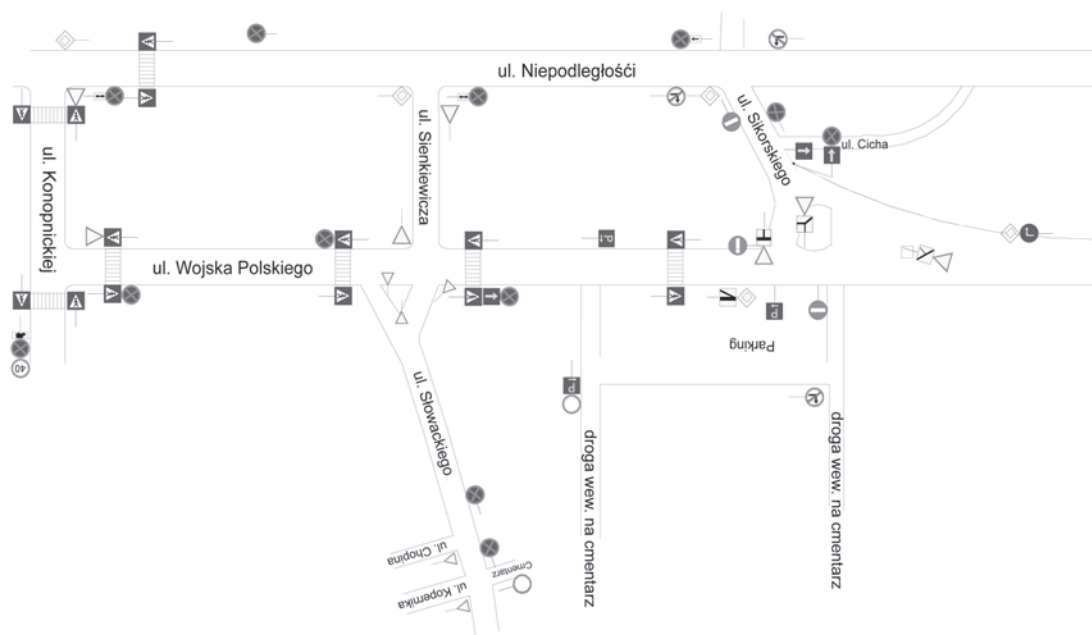 ul. Niepodległośći
ul. Sikorskiego
ul. Cicha
ul. Sienkiewicza
ul. Konopnickiej
ul. Wojska Polskiego
Parking
ul. Słowackiego
droga wew. na cmentarz
droga wew. na cmentarz
ul. Chopina
Cmentarz
ul. Kopernika
40
P
P
P